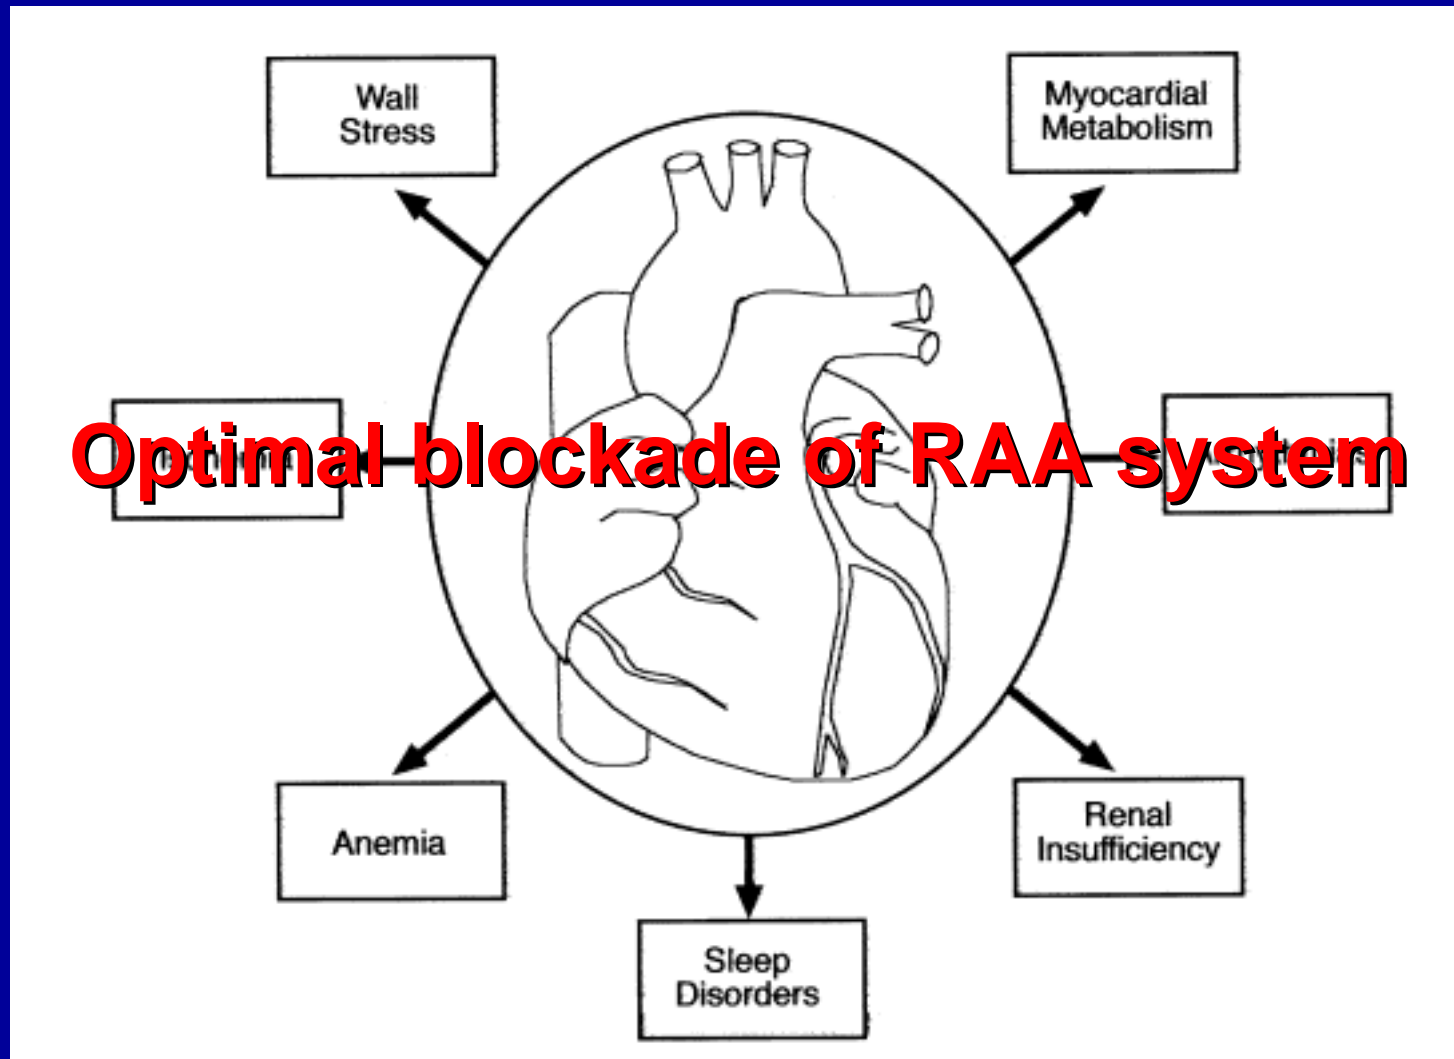 Wall
Stress
Myocardial
Metabolism
Optimal blockade of RAA system
Anemia
Renal
Insufficiency
Sleep
Disorders